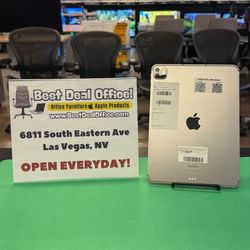 Best Deal Office!
Office Furniture Apple Products
www.BestDealOffice.com
6811 South Eastern Ave
Las Vegas, NV
OPEN EVERYDAY!